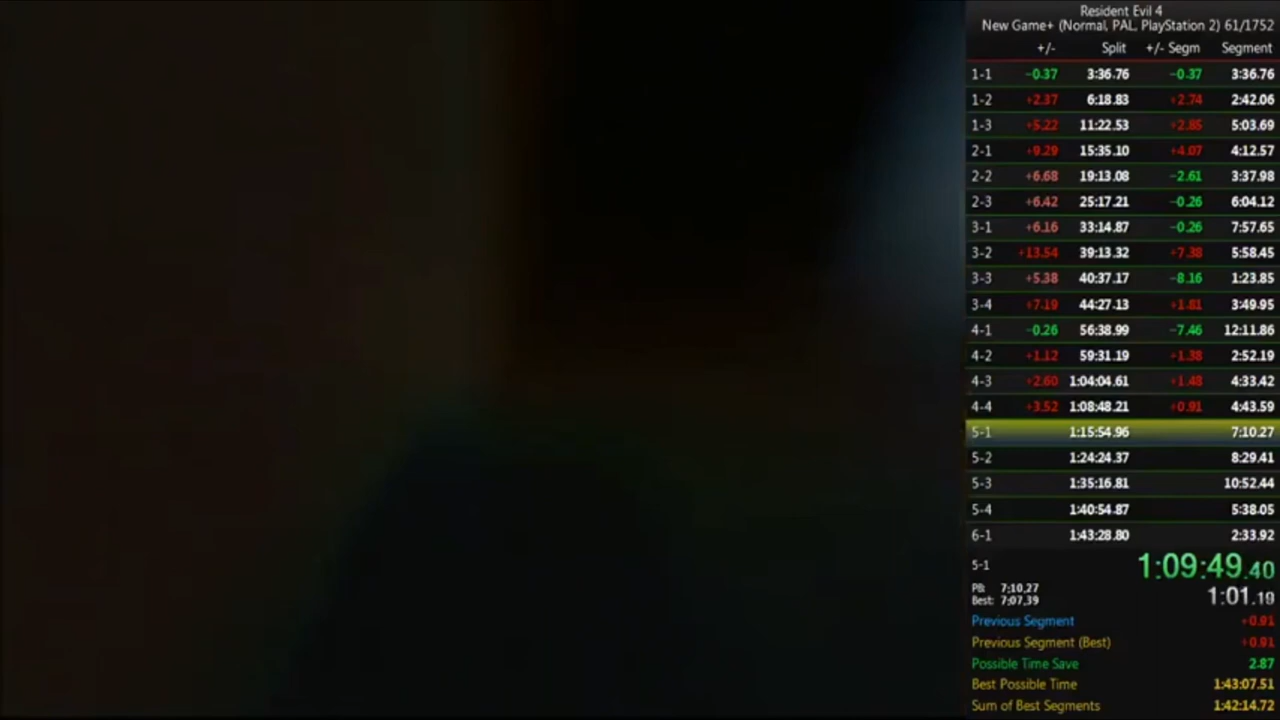 Resident Evil 4
New Game+ (Normal, PAL, PlayStation 2) 61/1752
+/- Split +/- Segm Segment
1-1 -0.37 3:36.76 -0.37 3:36.76
1-2 +2.37 6:18.83 +2.74 2:42.06
1-3 +5.22 11:22.53 +2.85 5:03.69
2-1 +9.29 15:35.10 +4.07 4:12.57
2-2 +6.68 19:13.08 -2.61 3:37.98
2-3 +6.42 25:17.21 -0.26 6:04.12
3-1 +6.16 33:14.87 -0.26 7:57.65
3-2 +13.54 39:13.32 +7.38 5:58.45
3-3 +5.38 40:37.17 -8.16 1:23.85
3-4 +7.19 44:27.13 +1.81 3:49.95
4-1 -0.26 56:38.99 -7.46 12:11.86
4-2 +1.12 59:31.19 +1.38 2:52.19
4-3 +2.60 1:04:04.61 +1.48 4:33.42
4-4 +3.52 1:08:48.21 +0.91 4:43.59
5-1 1:15:54.96 7:10.27
5-2 1:24:24.37 8:29.41
5-3 1:35:16.81 10:52.44
5-4 1:40:54.87 5:38.05
6-1 1:43:28.80 2:33.92
5-1 1:09:49.40
PB: 7:10.27
Best: 7:07.39 1:01.19
Previous Segment +0.91
Previous Segment (Best) +0.91
Possible Time Save 2.87
Best Possible Time 1:43:07.51
Sum of Best Segments 1:42:14.72